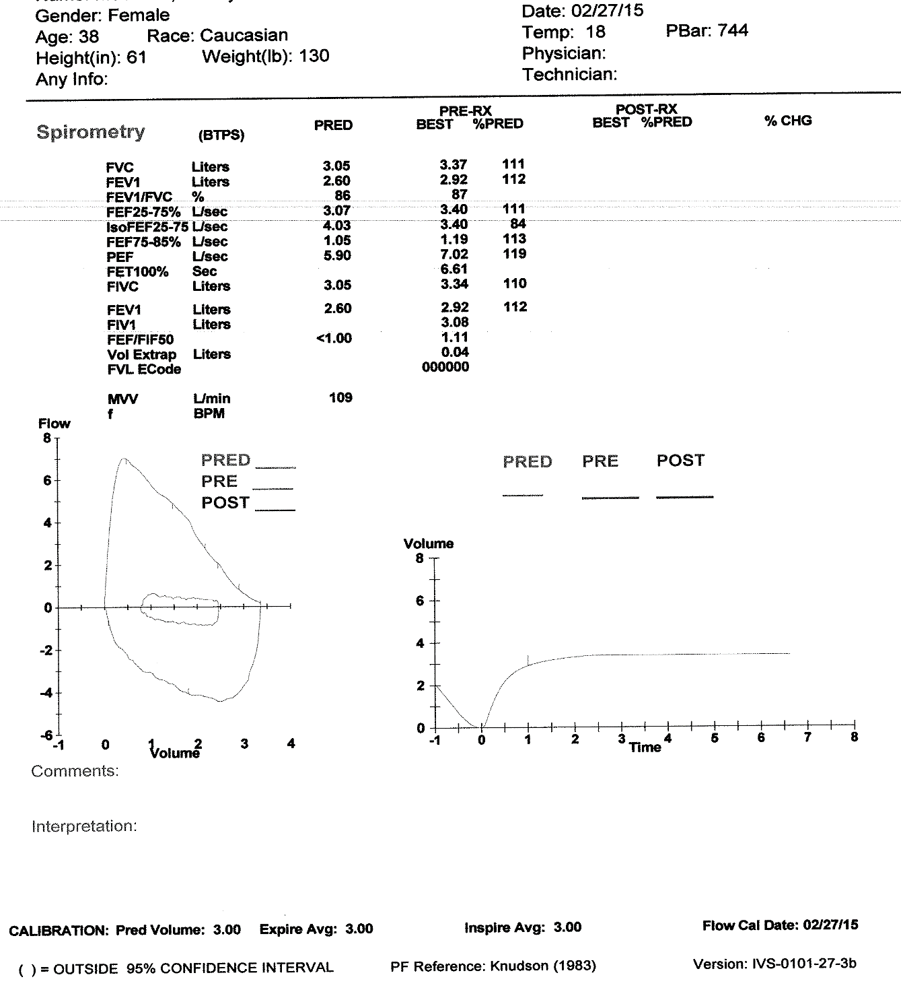 Gender: Female
Age: 38 Race: Caucasian
Height(in): 61 Weight(lb): 130
Any Info:
Date: 02/27/15
Temp: 18 PBar: 744
Physician:
Technician:
PRE-RX POST-RX
Spirometry (BTPS) PRED BEST %PRED BEST %PRED % CHG
FVC Liters 3.05 3.37 111
FEV1 Liters 2.60 2.92 112
FEV1/FVC % 86 87
FEF25-75% L/sec 3.07 3.40 111
IsoFEF25-75 L/sec 4.03 3.40 84
FEF75-85% L/sec 1.05 1.19 113
PEF L/sec 5.90 7.02 119
FET100% Sec 6.61
FIVC Liters 3.05 3.34 110
FEV1 Liters 2.60 2.92 112
FIV1 Liters 3.08
FEF/FIF50 <1.00 1.11
Vol Extrap Liters 0.04
FVL ECode 000000
MVV L/min 109
f BPM
Flow
8
6
4
2
0
-2
-4
-6
-1 0 1 2 3 4
Volume
PRED
PRE
POST
PRED PRE POST
Volume
8
6
4
2
0
-1 0 1 2 3 4 5 6 7 8
Time
Comments:
Interpretation:
CALIBRATION: Pred Volume: 3.00 Expire Avg: 3.00 Inspire Avg: 3.00 Flow Cal Date: 02/27/15
( ) = OUTSIDE 95% CONFIDENCE INTERVAL PF Reference: Knudson (1983) Version: IVS-0101-27-3b